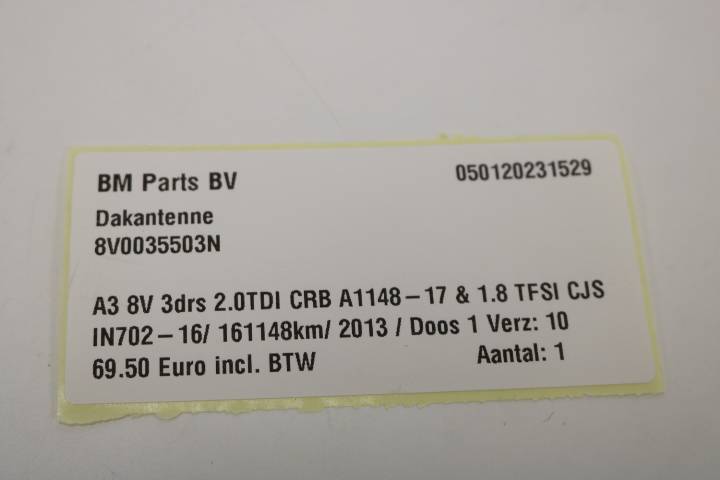 BM Parts BV 050120231529
Dakantenne
8V0035503N
A3 8V 3drs 2.0TDI CRB A1148-17 & 1.8 TFSI CJS
IN702-16/ 161148km/ 2013 / Doos 1 Verz: 10
69.50 Euro incl. BTW Aantal: 1